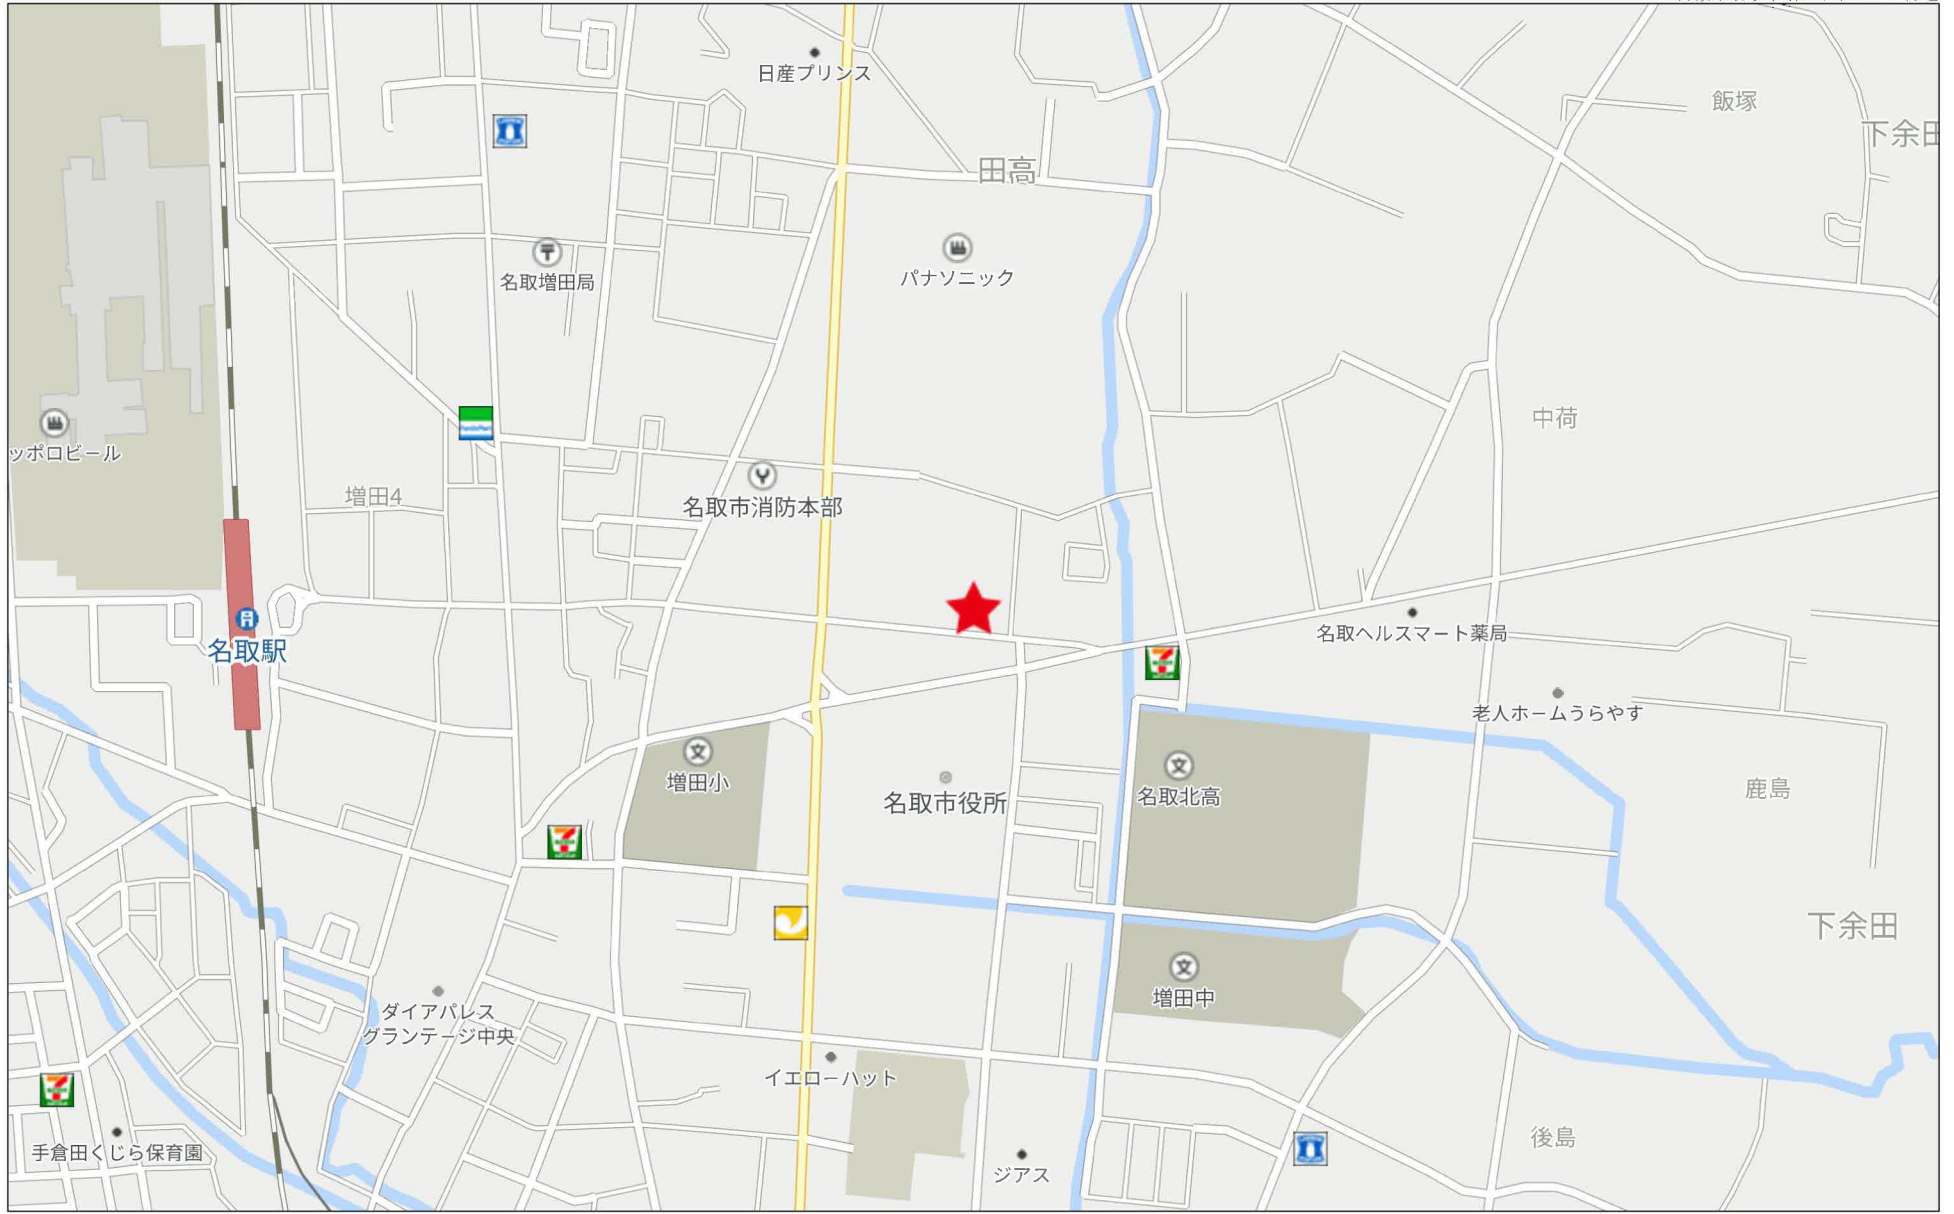 日産プリンス
飯塚
下余田
田高
名取増田局
パナソニック
中荷
ッポロビール
増田4
名取市消防本部
名取駅
名取ヘルスマート薬局
老人ホームうらやす
増田小
名取市役所
名取北高
鹿島
下余田
増田中
ダイアパレス
グランテージ中央
イエローハット
手倉田くじら保育園
ジアス
後島